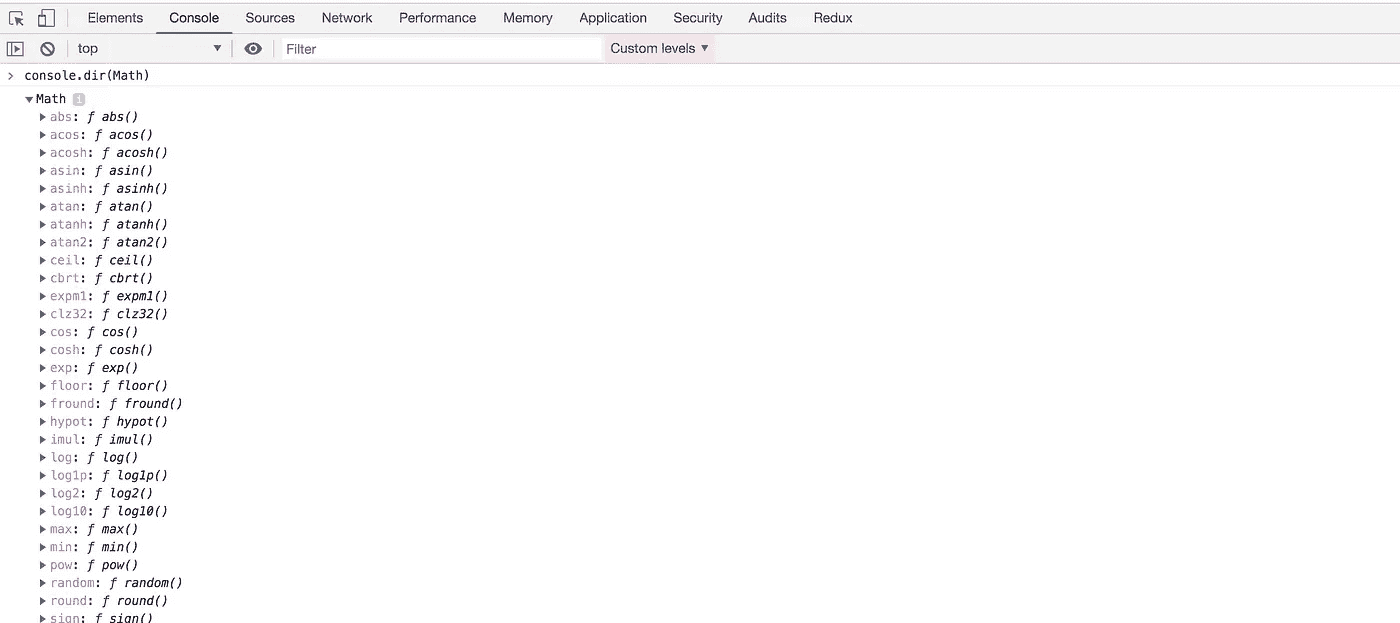 Elements Console Sources Network Performance Memory Application Security Audits Redux
top Filter Custom levels
> console.dir(Math)
Math i
abs: ƒ abs()
acos: ƒ acos()
acosh: ƒ acosh()
asin: ƒ asin()
asinh: ƒ asinh()
atan: ƒ atan()
atanh: ƒ atanh()
atan2: ƒ atan2()
ceil: ƒ ceil()
cbrt: ƒ cbrt()
expm1: ƒ expm1()
clz32: ƒ clz32()
cos: ƒ cos()
cosh: ƒ cosh()
exp: ƒ exp()
floor: ƒ floor()
fround: ƒ fround()
hypot: ƒ hypot()
imul: ƒ imul()
log: ƒ log()
log1p: ƒ log1p()
log2: ƒ log2()
log10: ƒ log10()
max: ƒ max()
min: ƒ min()
pow: ƒ pow()
random: ƒ random()
round: ƒ round()
sign: ƒ sign()